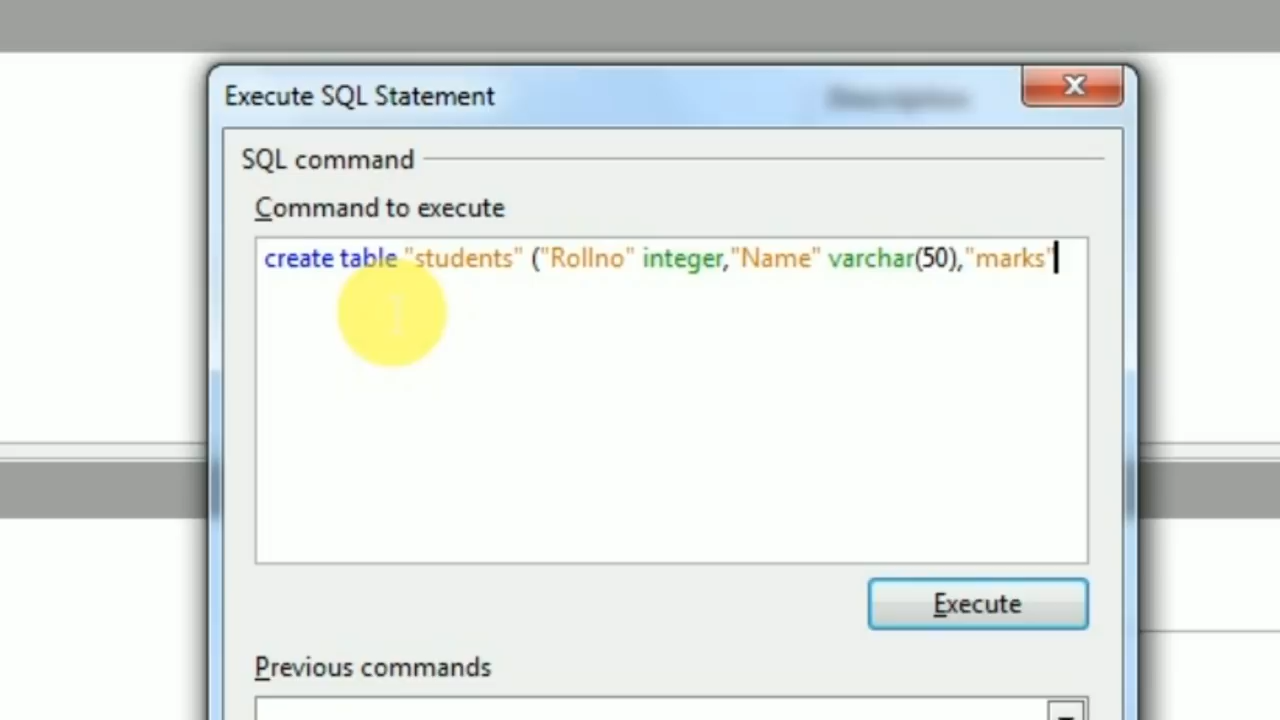 Execute SQL Statement
Description
SQL command
Command to execute
create table "students" ("Rollno" integer,"Name" varchar(50),"marks"
Execute
Previous commands